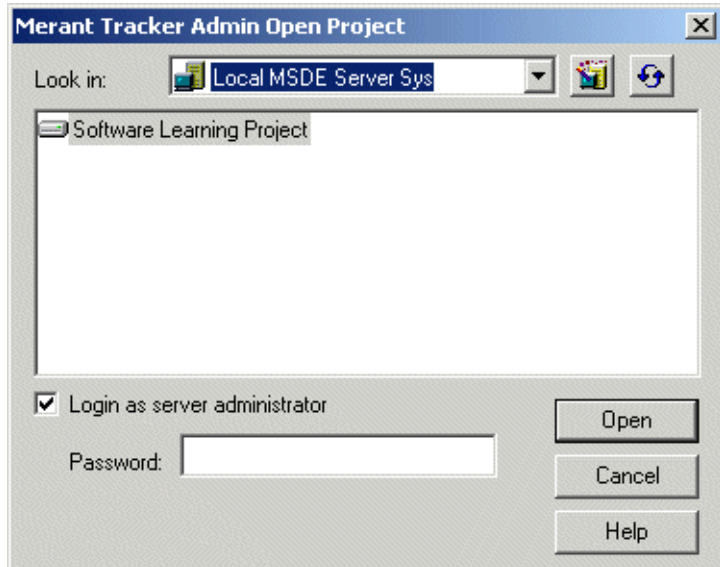 Merant Tracker Admin Open Project
Look in: Local MSDE Server Sys
Software Learning Project
Login as server administrator
Open
Password:
Cancel
Help